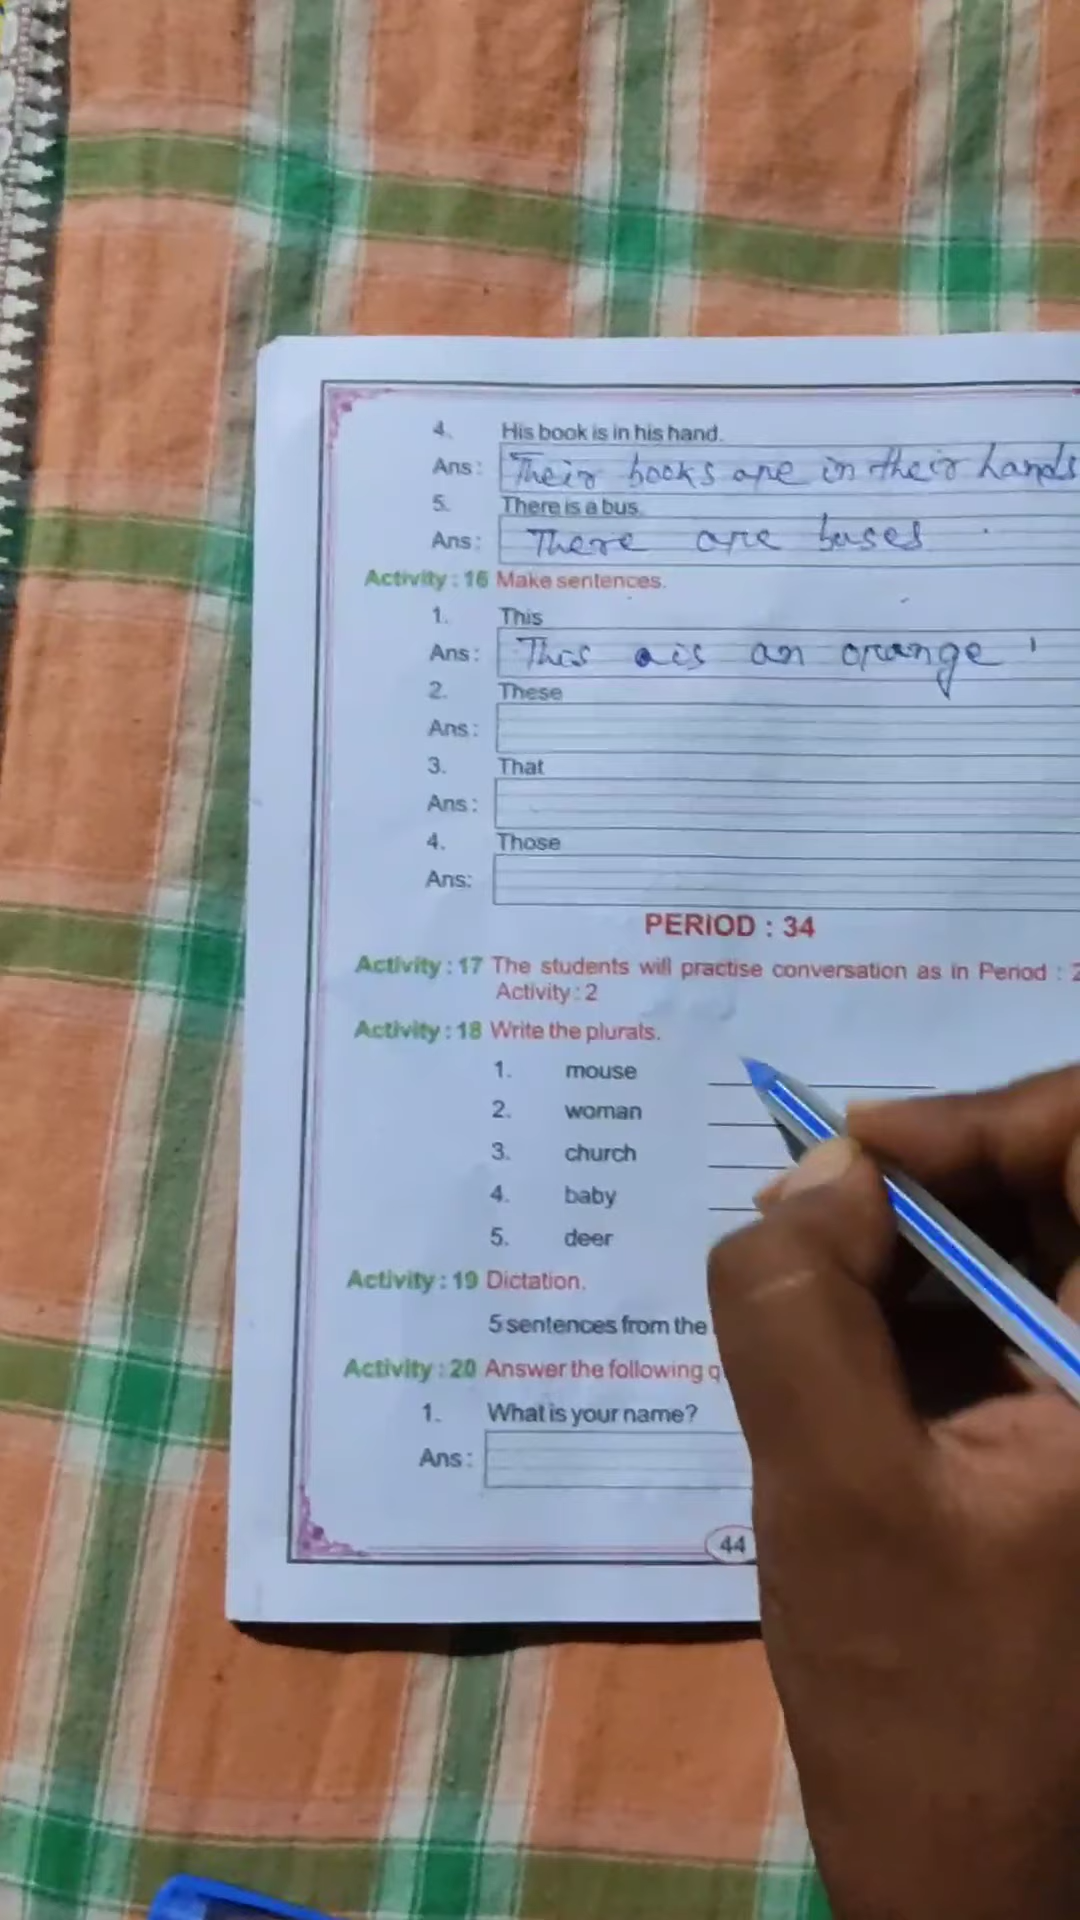 4. His book is in his hand.
Ans: Their books are in their hands
5. There is a bus.
Ans: There are buses .
Activity : 16 Make sentences.
1. This
Ans: This is an orange
2. These
Ans:
3. That
Ans:
4. Those
Ans:
PERIOD : 34
Activity : 17 The students will practise conversation as in Period : 2
Activity : 2
Activity : 18 Write the plurals.
1. mouse
2. woman
3. church
4. baby
5. deer
Activity : 19 Dictation.
5 sentences from the
Activity : 20 Answer the following q
1. What is your name?
Ans:
44